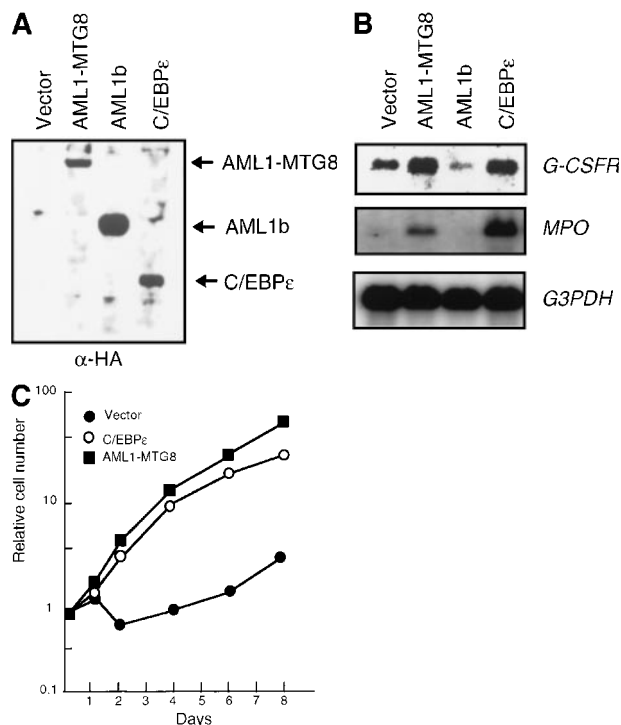 A
Vector
AML1-MTG8
AML1b
C/EBPε
AML1-MTG8
AML1b
C/EBPε
α-HA
B
Vector
AML1-MTG8
AML1b
C/EBPε
G-CSFR
MPO
G3PDH
C
100
10
1
0.1
Relative cell number
Vector
C/EBPε
AML1-MTG8
1 2 3 4 5 6 7 8
Days